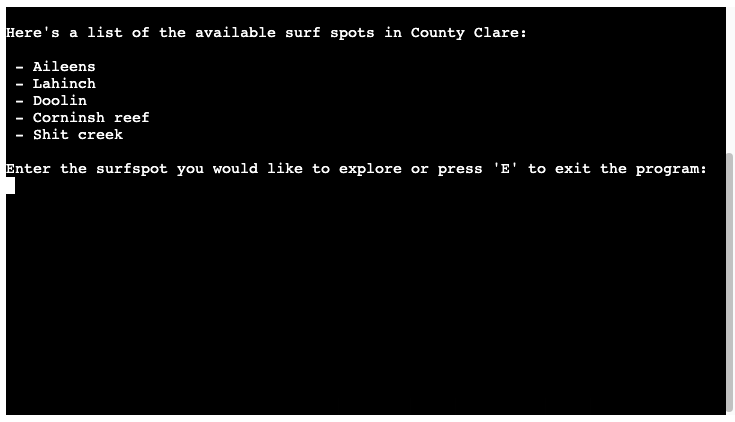 Here's a list of the available surf spots in County Clare:
- Aileens
- Lahinch
- Doolin
- Corninsh reef
- Shit creek
Enter the surfspot you would like to explore or press 'E' to exit the program: